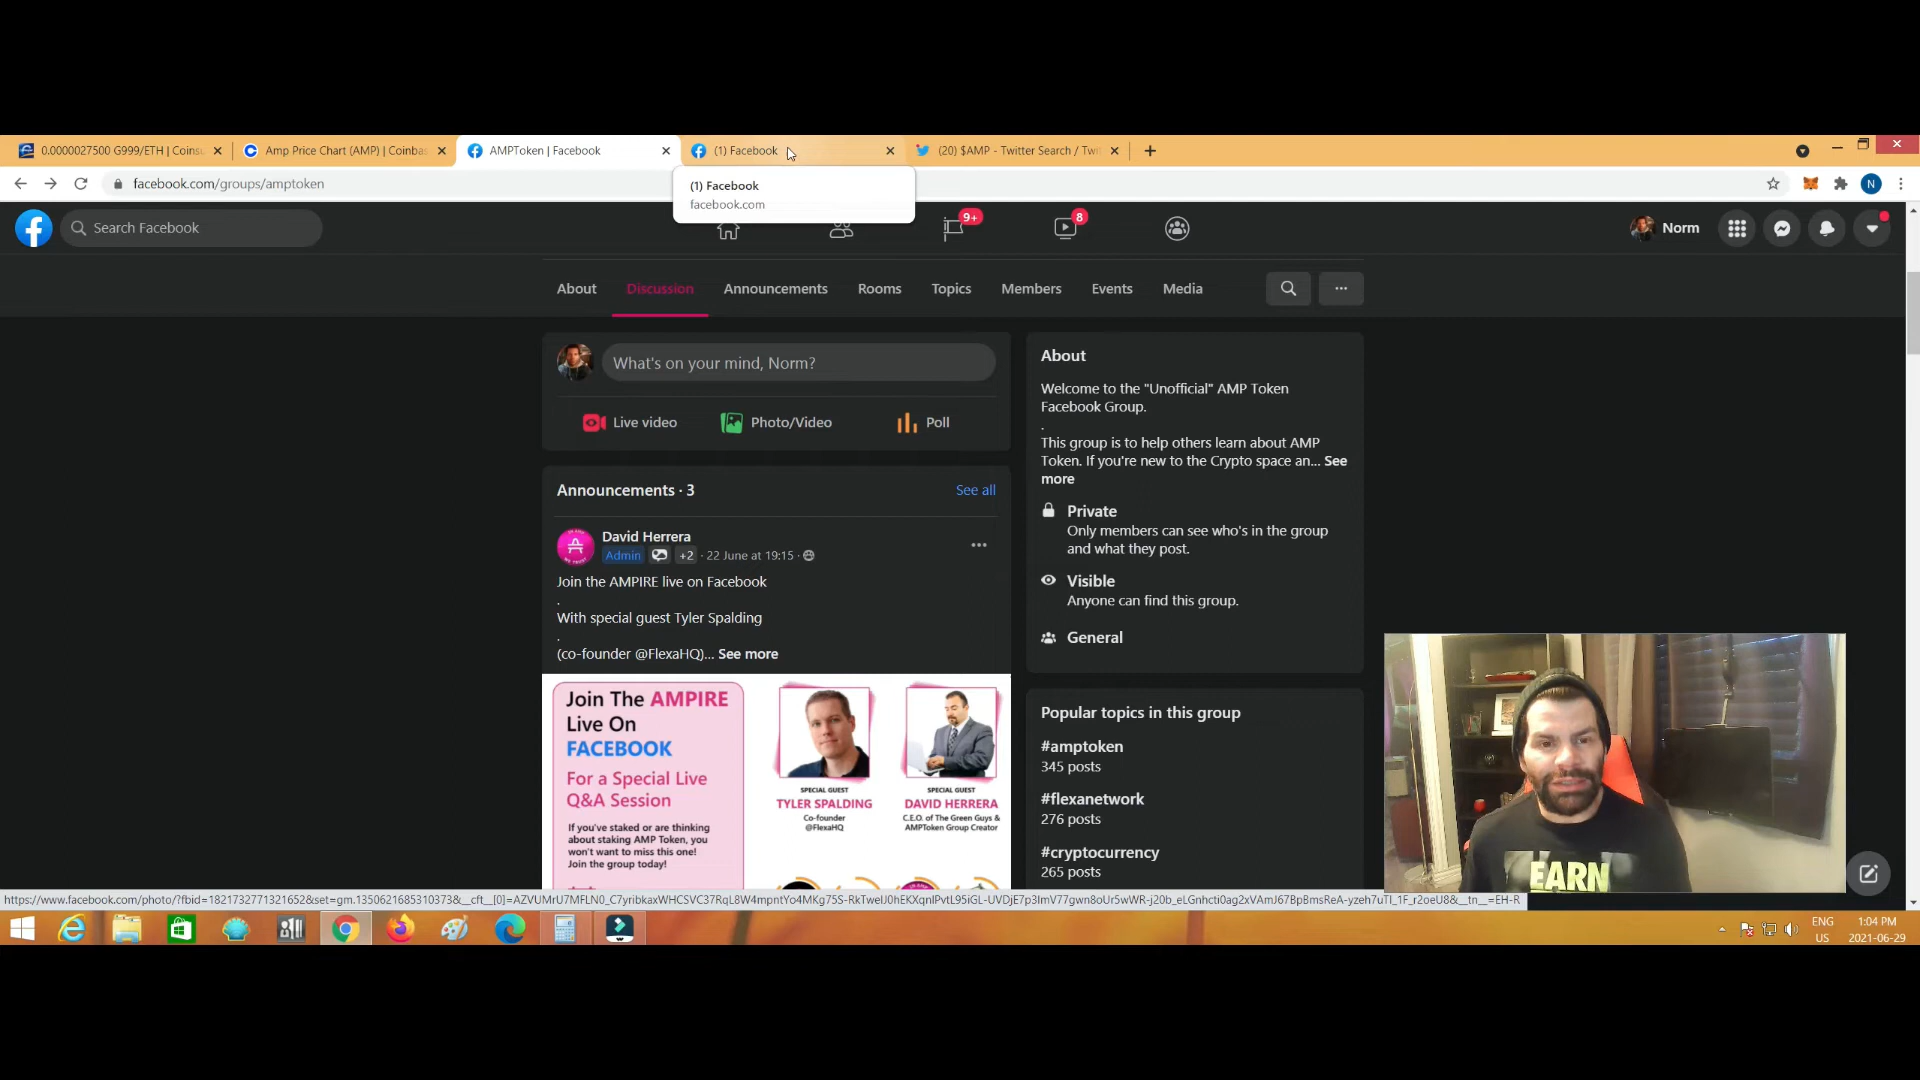 0.0000027500 G999/ETH | Coins
Amp Price Chart (AMP) | Coinbas
AMPToken | Facebook
(1) Facebook
(20) $AMP - Twitter Search / Twit
facebook.com/groups/amptoken
N
(1) Facebook
facebook.com
Search Facebook
9+
8
Norm
About
Discussion
Announcements
Rooms
Topics
Members
Events
Media
What's on your mind, Norm?
Live video
Photo/Video
Poll
Announcements · 3
See all
David Herrera
Admin
+2 · 22 June at 19:15 ·
Join the AMPIRE live on Facebook
.
With special guest Tyler Spalding
.
(co-founder @FlexaHQ)... See more
Join The AMPIRE
Live On
FACEBOOK
For a Special Live
Q&A Session
If you've staked or are thinking
about staking AMP Token, you
won't want to miss this one!
Join the group today!
SPECIAL GUEST
TYLER SPALDING
Co-founder
@FlexaHQ
SPECIAL GUEST
DAVID HERRERA
C.E.O. of The Green Guys &
AMPToken Group Creator
About
Welcome to the "Unofficial" AMP Token
Facebook Group.
.
This group is to help others learn about AMP
Token. If you're new to the Crypto space an... See
more
Private
Only members can see who's in the group
and what they post.
Visible
Anyone can find this group.
General
Popular topics in this group
#amptoken
345 posts
#flexanetwork
276 posts
#cryptocurrency
265 posts
EARN
ENG
US
1:04 PM
2021-06-29